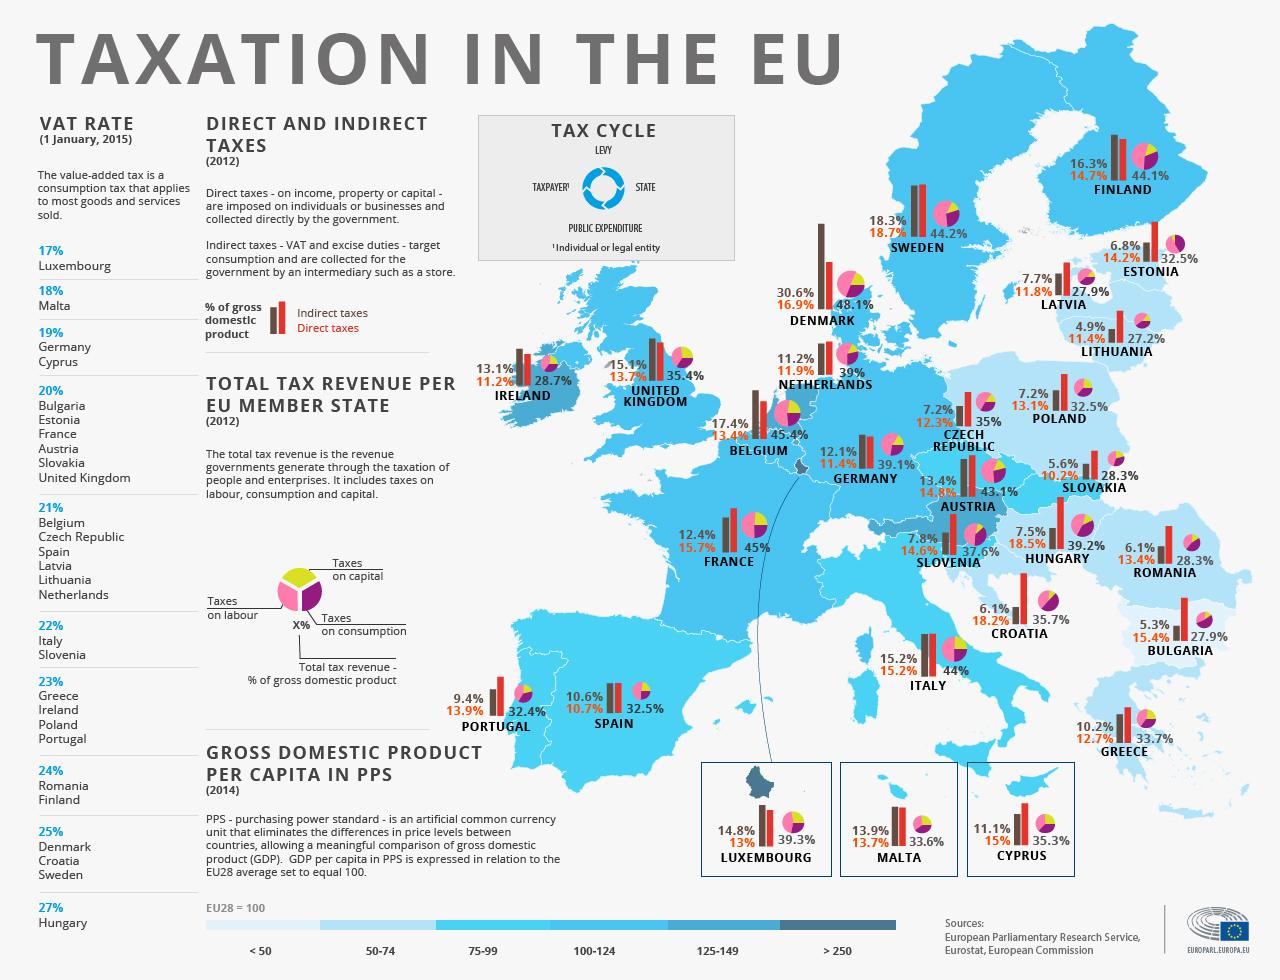 TAXATION IN THE EU
VAT RATE
(1 January, 2015)
The value-added tax is a
consumption tax that applies
to most goods and services
sold.
17%
Luxembourg
18%
Malta
19%
Germany
Cyprus
20%
Bulgaria
Estonia
France
Austria
Slovakia
United Kingdom
21%
Belgium
Czech Republic
Spain
Latvia
Lithuania
Netherlands
22%
Italy
Slovenia
23%
Greece
Ireland
Poland
Portugal
24%
Romania
Finland
25%
Denmark
Croatia
Sweden
27%
Hungary
DIRECT AND INDIRECT
TAXES
(2012)
Direct taxes - on income, property or capital -
are imposed on individuals or businesses and
collected directly by the government.
Indirect taxes - VAT and excise duties - target
consumption and are collected for the
government by an intermediary such as a store.
% of gross
domestic
product
Indirect taxes
Direct taxes
TOTAL TAX REVENUE PER
EU MEMBER STATE
(2012)
The total tax revenue is the revenue
governments generate through the taxation of
people and enterprises. It includes taxes on
labour, consumption and capital.
Taxes
on capital
Taxes
on labour
Taxes
on consumption
X%
Total tax revenue -
% of gross domestic product
GROSS DOMESTIC PRODUCT
PER CAPITA IN PPS
(2014)
PPS - purchasing power standard - is an artificial common currency
unit that eliminates the differences in price levels between
countries, allowing a meaningful comparison of gross domestic
product (GDP). GDP per capita in PPS is expressed in relation to the
EU28 average set to equal 100.
EU28 = 100
< 50
50-74
75-99
100-124
125-149
> 250
TAX CYCLE
LEVY
TAXPAYER¹
STATE
PUBLIC EXPENDITURE
¹Individual or legal entity
16.3%
14.7%
44.1%
FINLAND
18.3%
18.7%
44.2%
SWEDEN
6.8%
14.2%
32.5%
ESTONIA
7.7%
11.8%
27.9%
LATVIA
30.6%
16.9%
48.1%
DENMARK
4.9%
11.4%
27.2%
LITHUANIA
13.1%
11.2%
28.7%
IRELAND
15.1%
13.7%
35.4%
UNITED
KINGDOM
11.2%
11.9%
39%
NETHERLANDS
17.4%
13.4%
45.4%
BELGIUM
12.1%
11.4%
39.1%
GERMANY
7.2%
12.3%
35%
CZECH
REPUBLIC
7.2%
13.1%
32.5%
POLAND
5.6%
10.2%
28.3%
SLOVAKIA
13.4%
14.8%
43.1%
AUSTRIA
12.4%
15.7%
45%
FRANCE
7.8%
14.6%
37.6%
SLOVENIA
7.5%
18.5%
39.2%
HUNGARY
6.1%
13.4%
28.3%
ROMANIA
6.1%
18.2%
35.7%
CROATIA
5.3%
15.4%
27.9%
BULGARIA
15.2%
15.2%
44%
ITALY
9.4%
13.9%
32.4%
PORTUGAL
10.6%
10.7%
32.5%
SPAIN
10.2%
12.7%
33.7%
GREECE
14.8%
13%
39.3%
LUXEMBOURG
13.9%
13.7%
33.6%
MALTA
11.1%
15%
35.3%
CYPRUS
Sources:
European Parliamentary Research Service,
Eurostat, European Commission
EUROPARL.EUROPA.EU